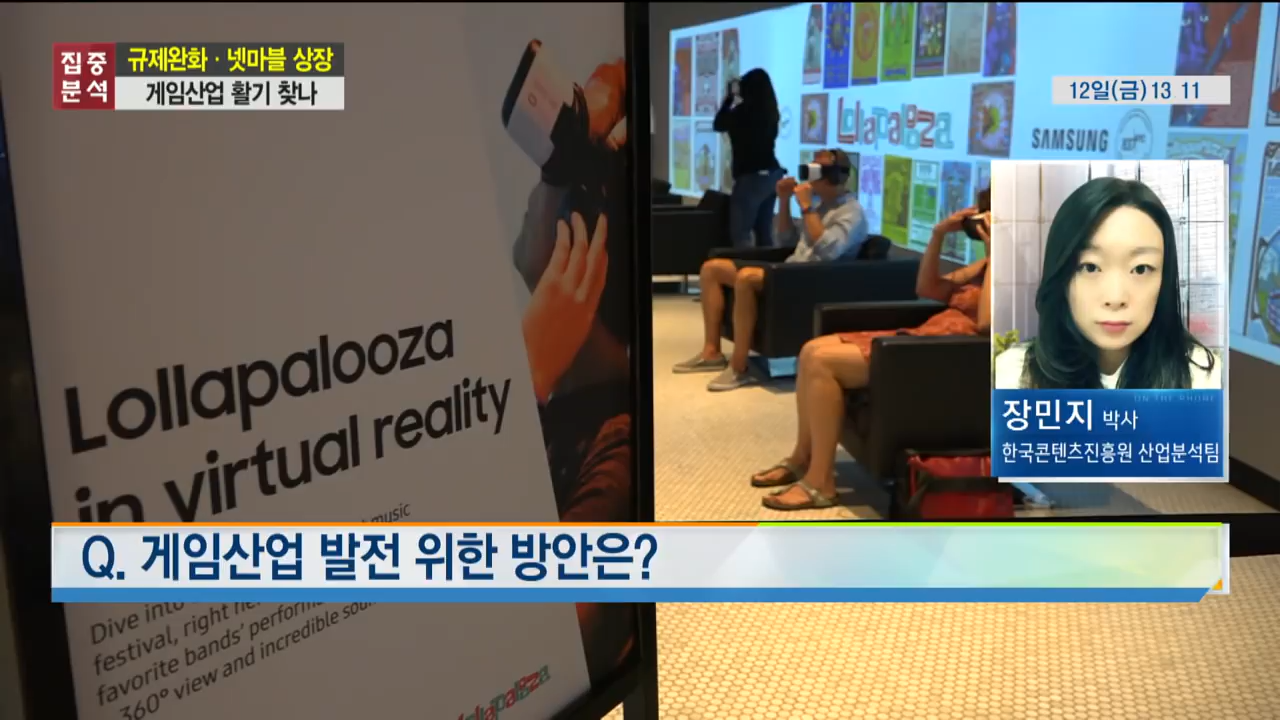 집중
분석
규제완화·넷마블 상장
게임산업 활기 찾나
12일(금) 13 11
Lollapalooza
SAMSUNG
장민지 박사
한국콘텐츠진흥원 산업분석팀
Lollapalooza
in virtual reality
music
Q. 게임산업 발전 위한 방안은?
Dive into
festival, right
favorite bands' perform
360° view and incredible
Lollapalooza